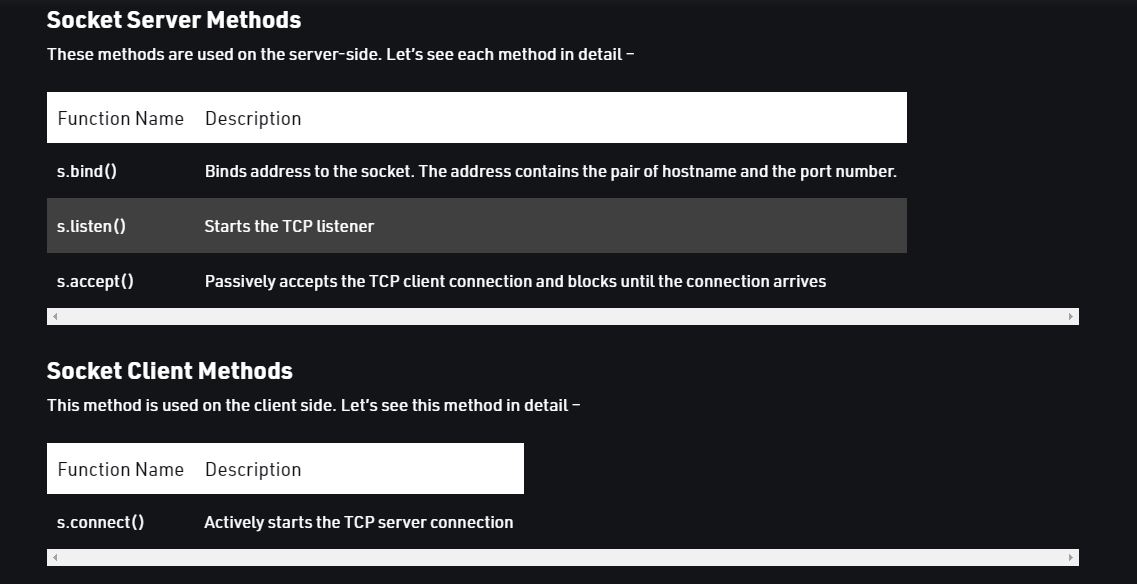 Socket Server Methods
These methods are used on the server-side. Let's see each method in detail –
Function Name Description
s.bind() Binds address to the socket. The address contains the pair of hostname and the port number.
s.listen() Starts the TCP listener
s.accept() Passively accepts the TCP client connection and blocks until the connection arrives
Socket Client Methods
This method is used on the client side. Let's see this method in detail –
Function Name Description
s.connect() Actively starts the TCP server connection